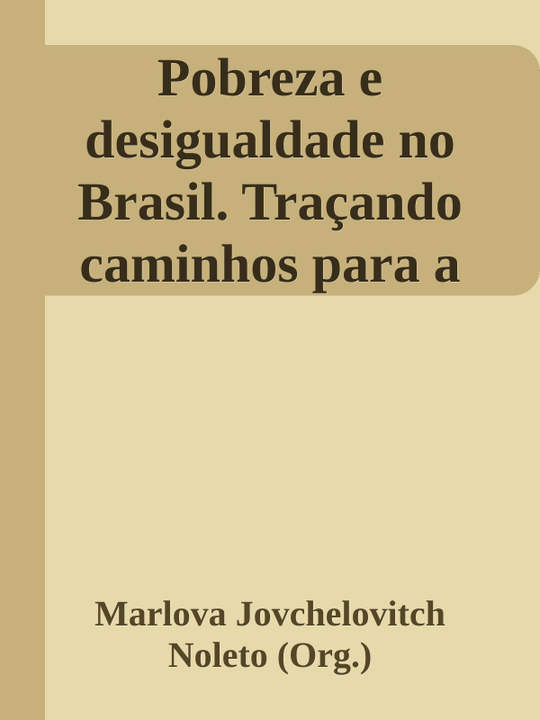 Pobreza e
desigualdade no
Brasil. Traçando
caminhos para a
Marlova Jovchelovitch
Noleto (Org.)